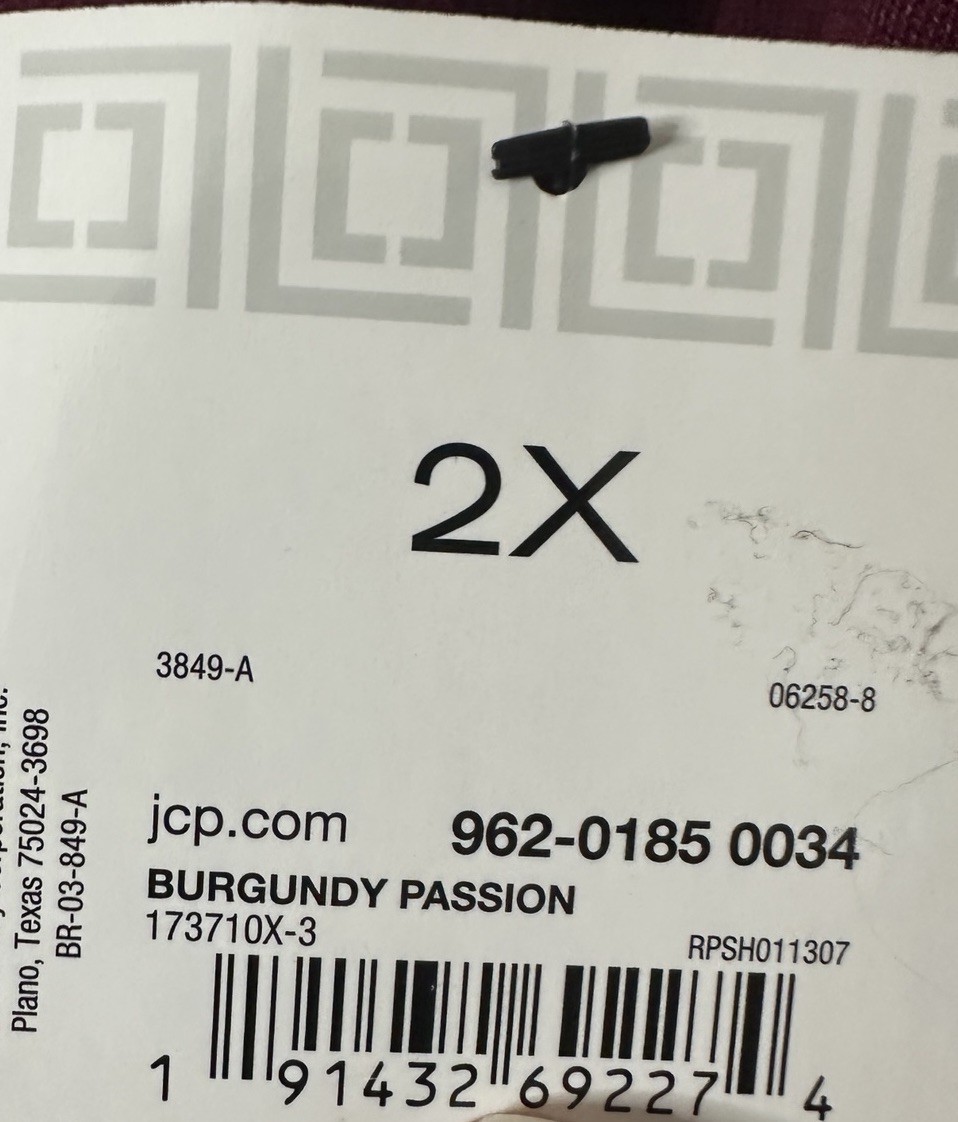 2X
3849-A
06258-8
jcp.com
962-0185 0034
BURGUNDY PASSION
173710X-3
RPSH011307
1 91432 69227 4
Plano, Texas 75024-3698
BR-03-849-A